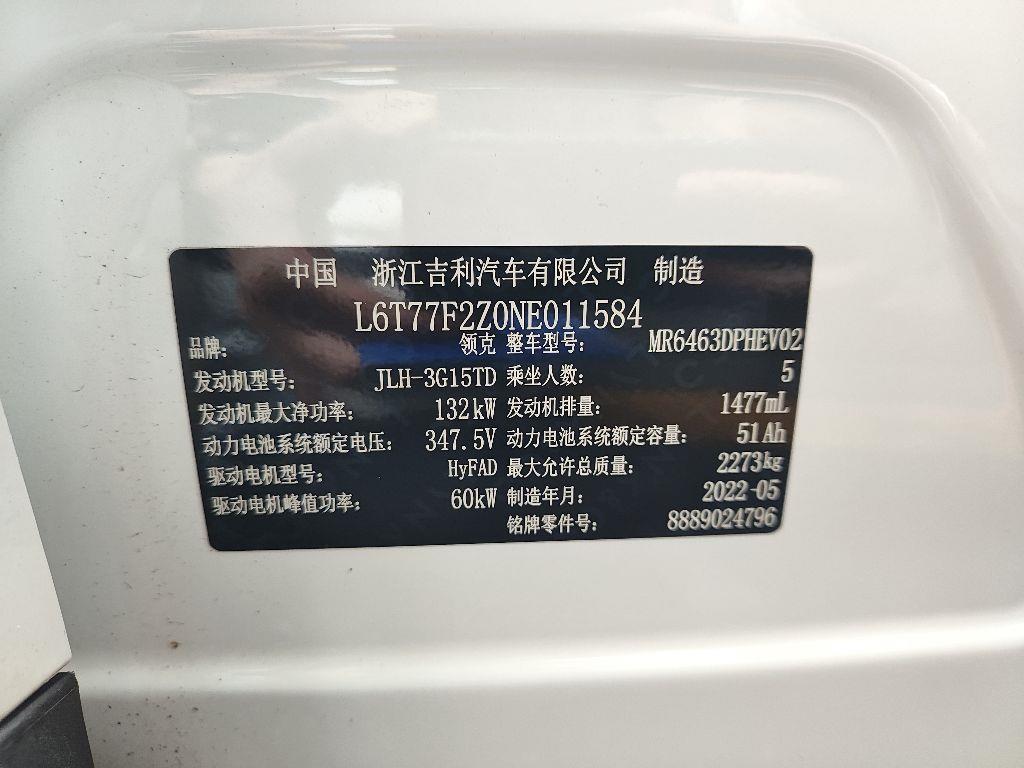 中国 浙江吉利汽车有限公司 制造
L6T77F2Z0NE011584
品牌: 领克 整车型号: MR6463DPHEV02
发动机型号: JLH-3G15TD 乘坐人数: 5
发动机最大净功率: 132kW 发动机排量: 1477mL
动力电池系统额定电压: 347.5V 动力电池系统额定容量: 51Ah
驱动电机型号: HyFAD 最大允许总质量: 2273kg
驱动电机峰值功率: 60kW 制造年月: 2022-05
铭牌零件号: 8889024796